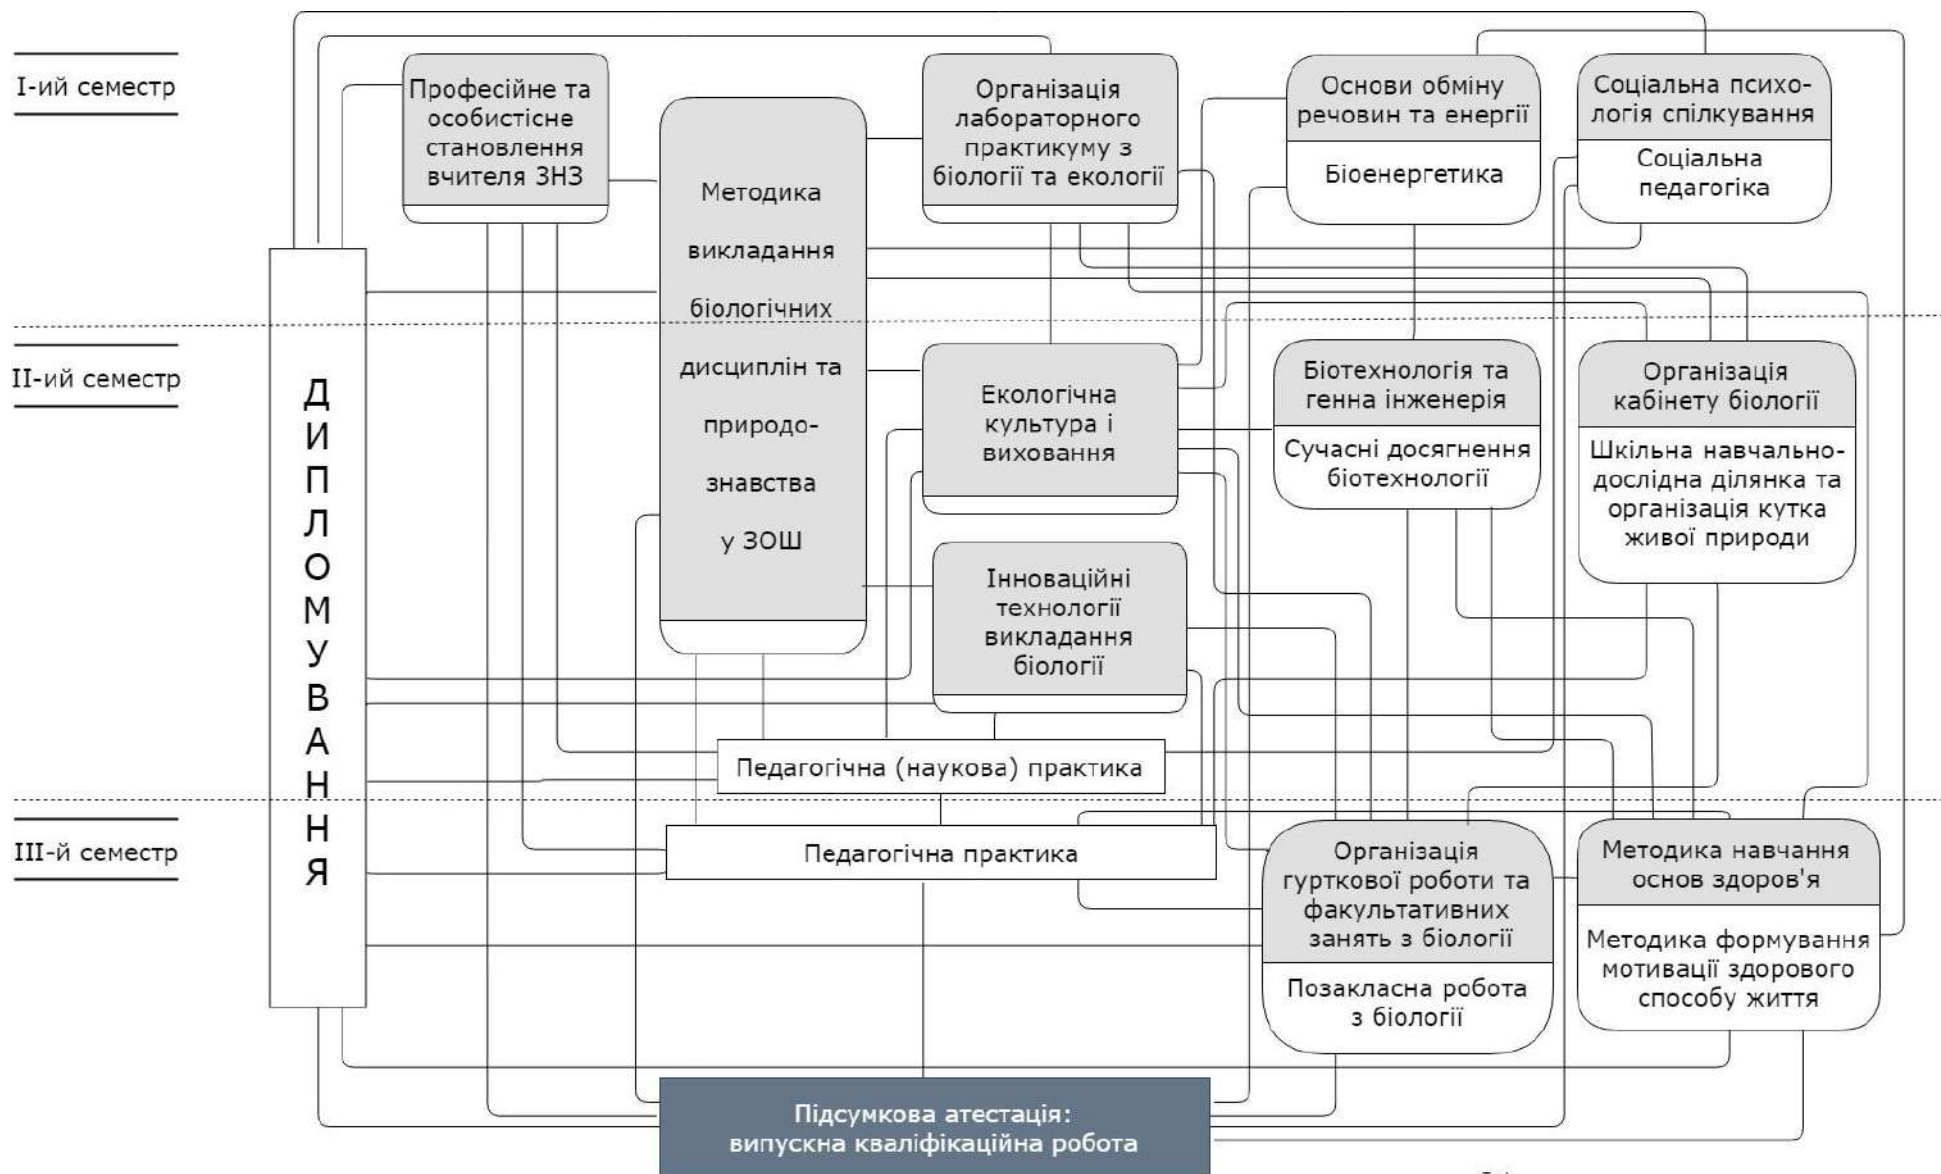 I-ий семестр
Професійне та
особистісне
становлення
вчителя ЗНЗ
Методика
викладання
біологічних
дисциплін та
природо-
знавства
у ЗОШ
Організація
лабораторного
практикуму з
біології та екології
Основи обміну
речовин та енергії
Біоенергетика
Соціальна психо-
логія спілкування
Соціальна
педагогіка
II-ий семестр
ДИПЛОМУВАННЯ
Екологічна
культура і
виховання
Біотехнологія та
генна інженерія
Сучасні досягнення
біотехнології
Організація
кабінету біології
Шкільна навчально-
дослідна ділянка та
організація кутка
живої природи
Інноваційні
технології
викладання
біології
Педагогічна (наукова) практика
III-й семестр
Педагогічна практика
Організація
гурткової роботи та
факультативних
занять з біології
Позакласна робота
з біології
Методика навчання
основ здоров'я
Методика формування
мотивації здорового
способу життя
Підсумкова атестація:
випускна кваліфікаційна робота